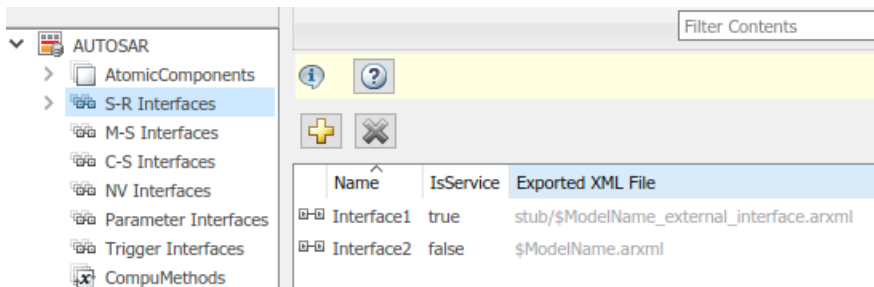 Filter Contents
AUTOSAR
AtomicComponents
S-R Interfaces
M-S Interfaces
C-S Interfaces
NV Interfaces
Parameter Interfaces
Trigger Interfaces
CompuMethods
Name IsService Exported XML File
Interface1 true stub/$ModelName_external_interface.arxml
Interface2 false $ModelName.arxml